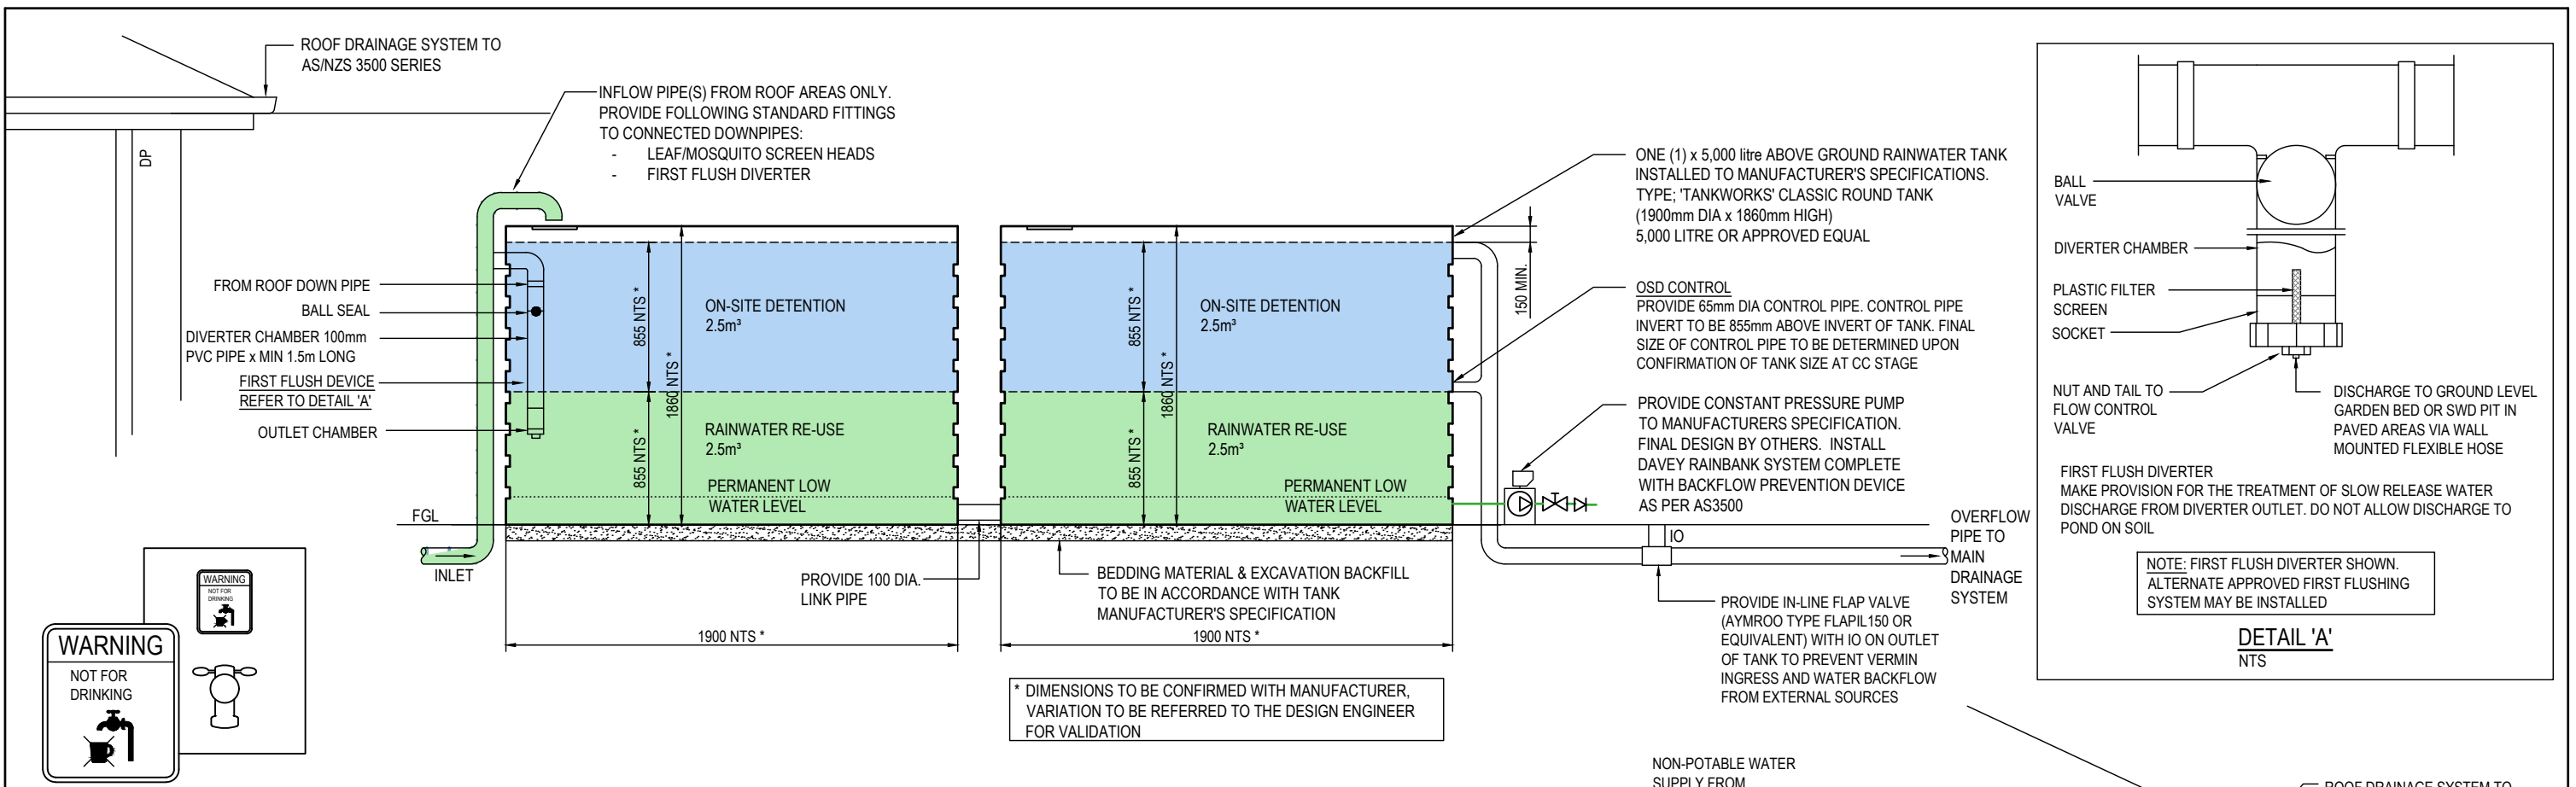 ROOF DRAINAGE SYSTEM TO
AS/NZS 3500 SERIES
DP
INFLOW PIPE(S) FROM ROOF AREAS ONLY.
PROVIDE FOLLOWING STANDARD FITTINGS
TO CONNECTED DOWNPIPES:
- LEAF/MOSQUITO SCREEN HEADS
- FIRST FLUSH DIVERTER
FROM ROOF DOWN PIPE
BALL SEAL
DIVERTER CHAMBER 100mm
PVC PIPE x MIN 1.5m LONG
FIRST FLUSH DEVICE
REFER TO DETAIL 'A'
OUTLET CHAMBER
FGL
INLET
855 NTS *
1860 NTS *
855 NTS *
ON-SITE DETENTION
2.5m³
RAINWATER RE-USE
2.5m³
PERMANENT LOW
WATER LEVEL
855 NTS *
1860 NTS *
855 NTS *
ON-SITE DETENTION
2.5m³
RAINWATER RE-USE
2.5m³
PERMANENT LOW
WATER LEVEL
150 MIN.
PROVIDE 100 DIA.
LINK PIPE
BEDDING MATERIAL & EXCAVATION BACKFILL
TO BE IN ACCORDANCE WITH TANK
MANUFACTURER'S SPECIFICATION
1900 NTS *
1900 NTS *
* DIMENSIONS TO BE CONFIRMED WITH MANUFACTURER,
VARIATION TO BE REFERRED TO THE DESIGN ENGINEER
FOR VALIDATION
ONE (1) x 5,000 litre ABOVE GROUND RAINWATER TANK
INSTALLED TO MANUFACTURER'S SPECIFICATIONS.
TYPE; 'TANKWORKS' CLASSIC ROUND TANK
(1900mm DIA x 1860mm HIGH)
5,000 LITRE OR APPROVED EQUAL
OSD CONTROL
PROVIDE 65mm DIA CONTROL PIPE. CONTROL PIPE
INVERT TO BE 855mm ABOVE INVERT OF TANK. FINAL
SIZE OF CONTROL PIPE TO BE DETERMINED UPON
CONFIRMATION OF TANK SIZE AT CC STAGE
PROVIDE CONSTANT PRESSURE PUMP
TO MANUFACTURERS SPECIFICATION.
FINAL DESIGN BY OTHERS. INSTALL
DAVEY RAINBANK SYSTEM COMPLETE
WITH BACKFLOW PREVENTION DEVICE
AS PER AS3500
IO
OVERFLOW
PIPE TO
MAIN
DRAINAGE
SYSTEM
PROVIDE IN-LINE FLAP VALVE
(AYMROO TYPE FLAPIL150 OR
EQUIVALENT) WITH IO ON OUTLET
OF TANK TO PREVENT VERMIN
INGRESS AND WATER BACKFLOW
FROM EXTERNAL SOURCES
WARNING
NOT FOR
DRINKING
WARNING
NOT FOR
DRINKING
BALL
VALVE
DIVERTER CHAMBER
PLASTIC FILTER
SCREEN
SOCKET
NUT AND TAIL TO
FLOW CONTROL
VALVE
DISCHARGE TO GROUND LEVEL
GARDEN BED OR SWD PIT IN
PAVED AREAS VIA WALL
MOUNTED FLEXIBLE HOSE
FIRST FLUSH DIVERTER
MAKE PROVISION FOR THE TREATMENT OF SLOW RELEASE WATER
DISCHARGE FROM DIVERTER OUTLET. DO NOT ALLOW DISCHARGE TO
POND ON SOIL
NOTE: FIRST FLUSH DIVERTER SHOWN.
ALTERNATE APPROVED FIRST FLUSHING
SYSTEM MAY BE INSTALLED
DETAIL 'A'
NTS
NON-POTABLE WATER
SUPPLY FROM
ROOF DRAINAGE SYSTEM TO